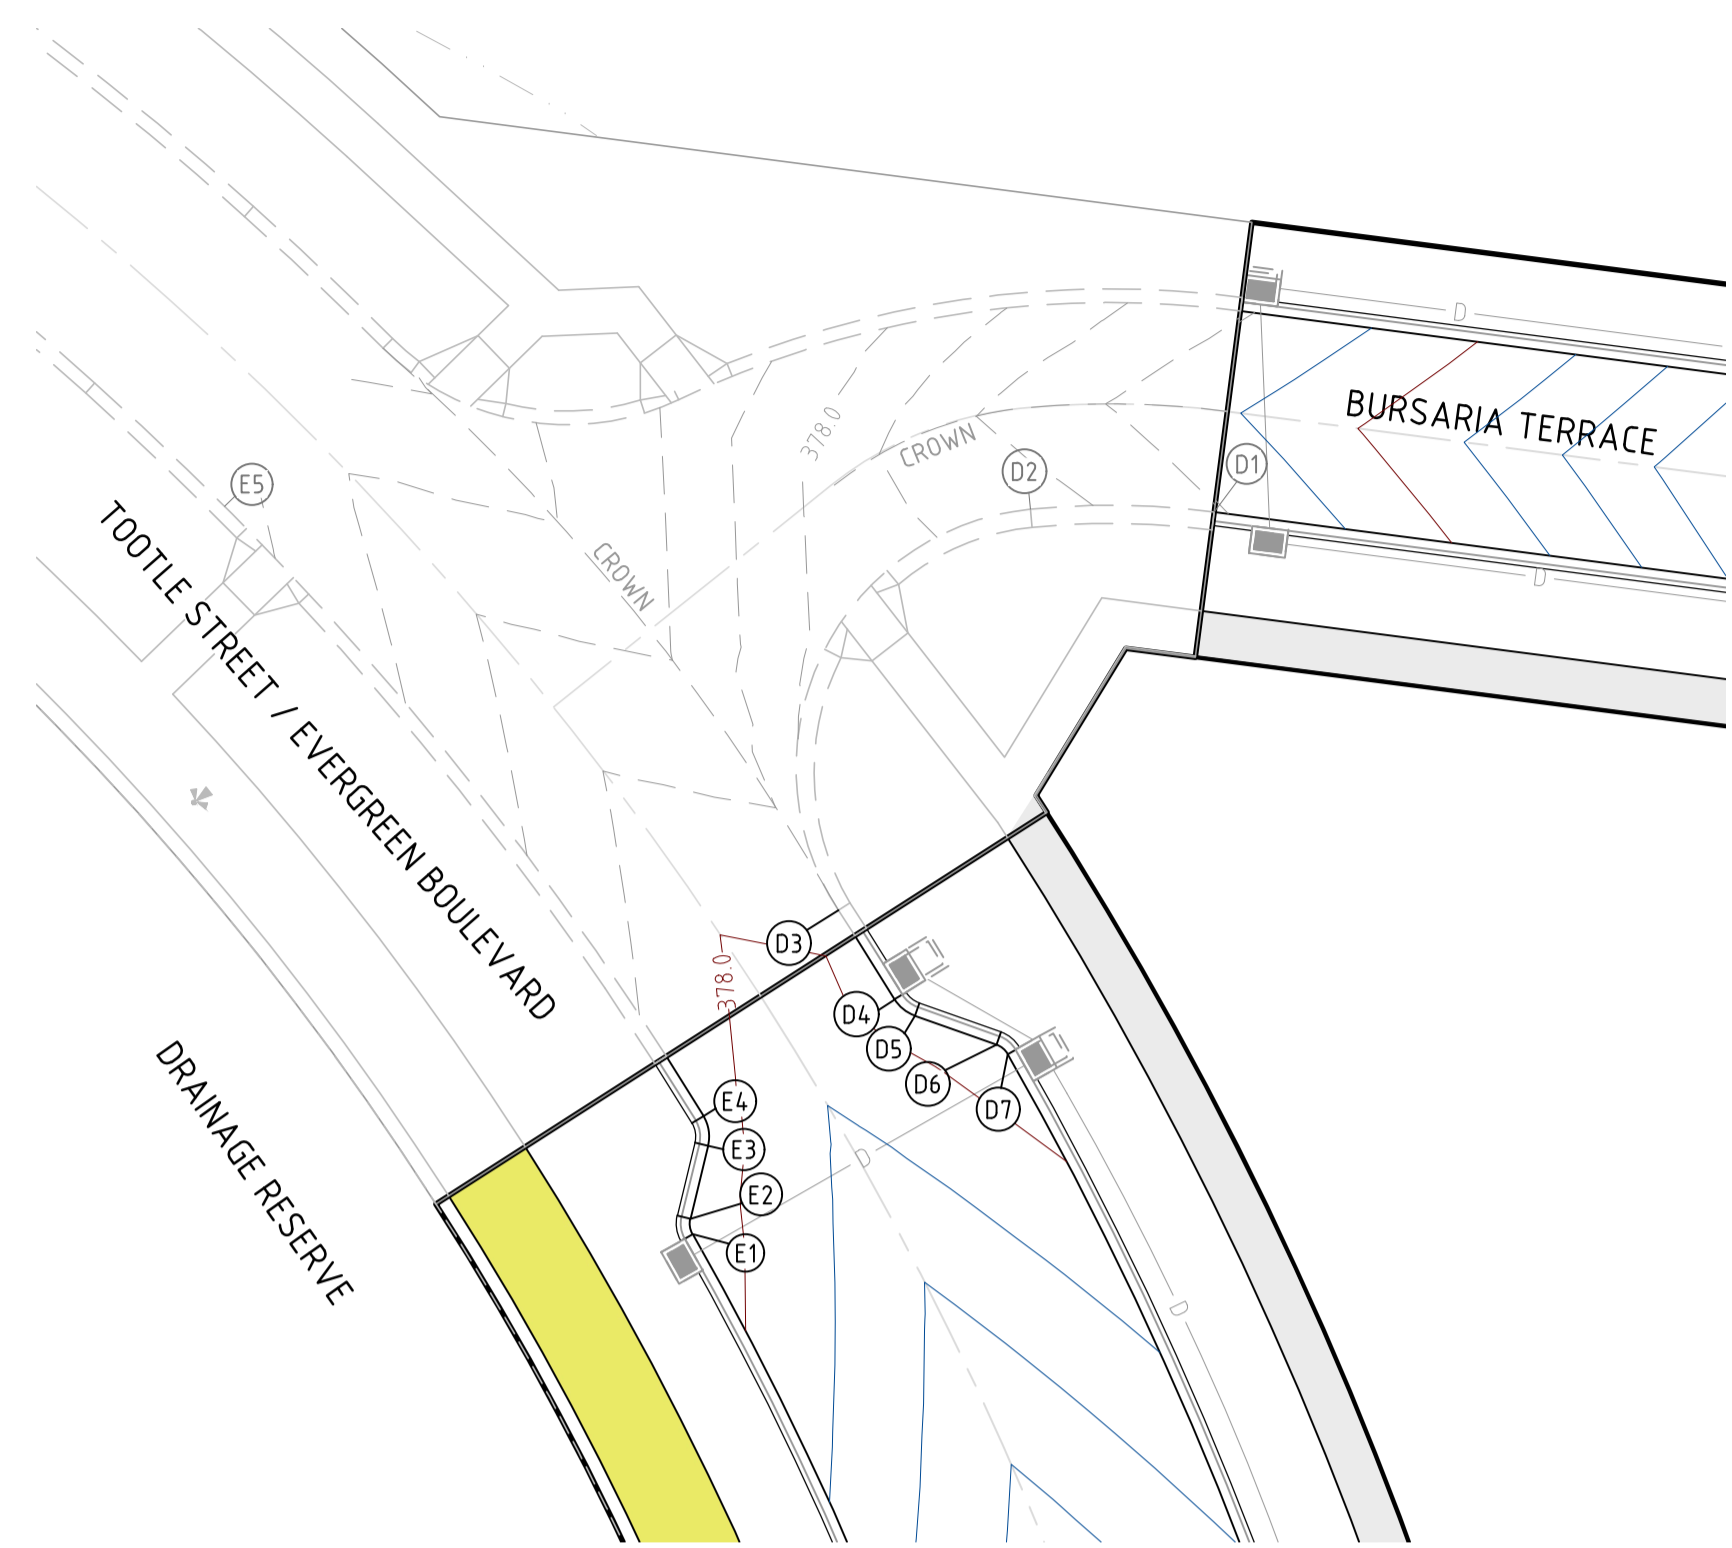 D
BURSARIA TERRACE
378.0
CROWN
D2
D1
E5
CROWN
D
TOOTLE STREET / EVERGREEN BOULEVARD
D3
378.0
D4
D5
D6
D7
E4
E3
E2
E1
D
DRAINAGE RESERVE
D